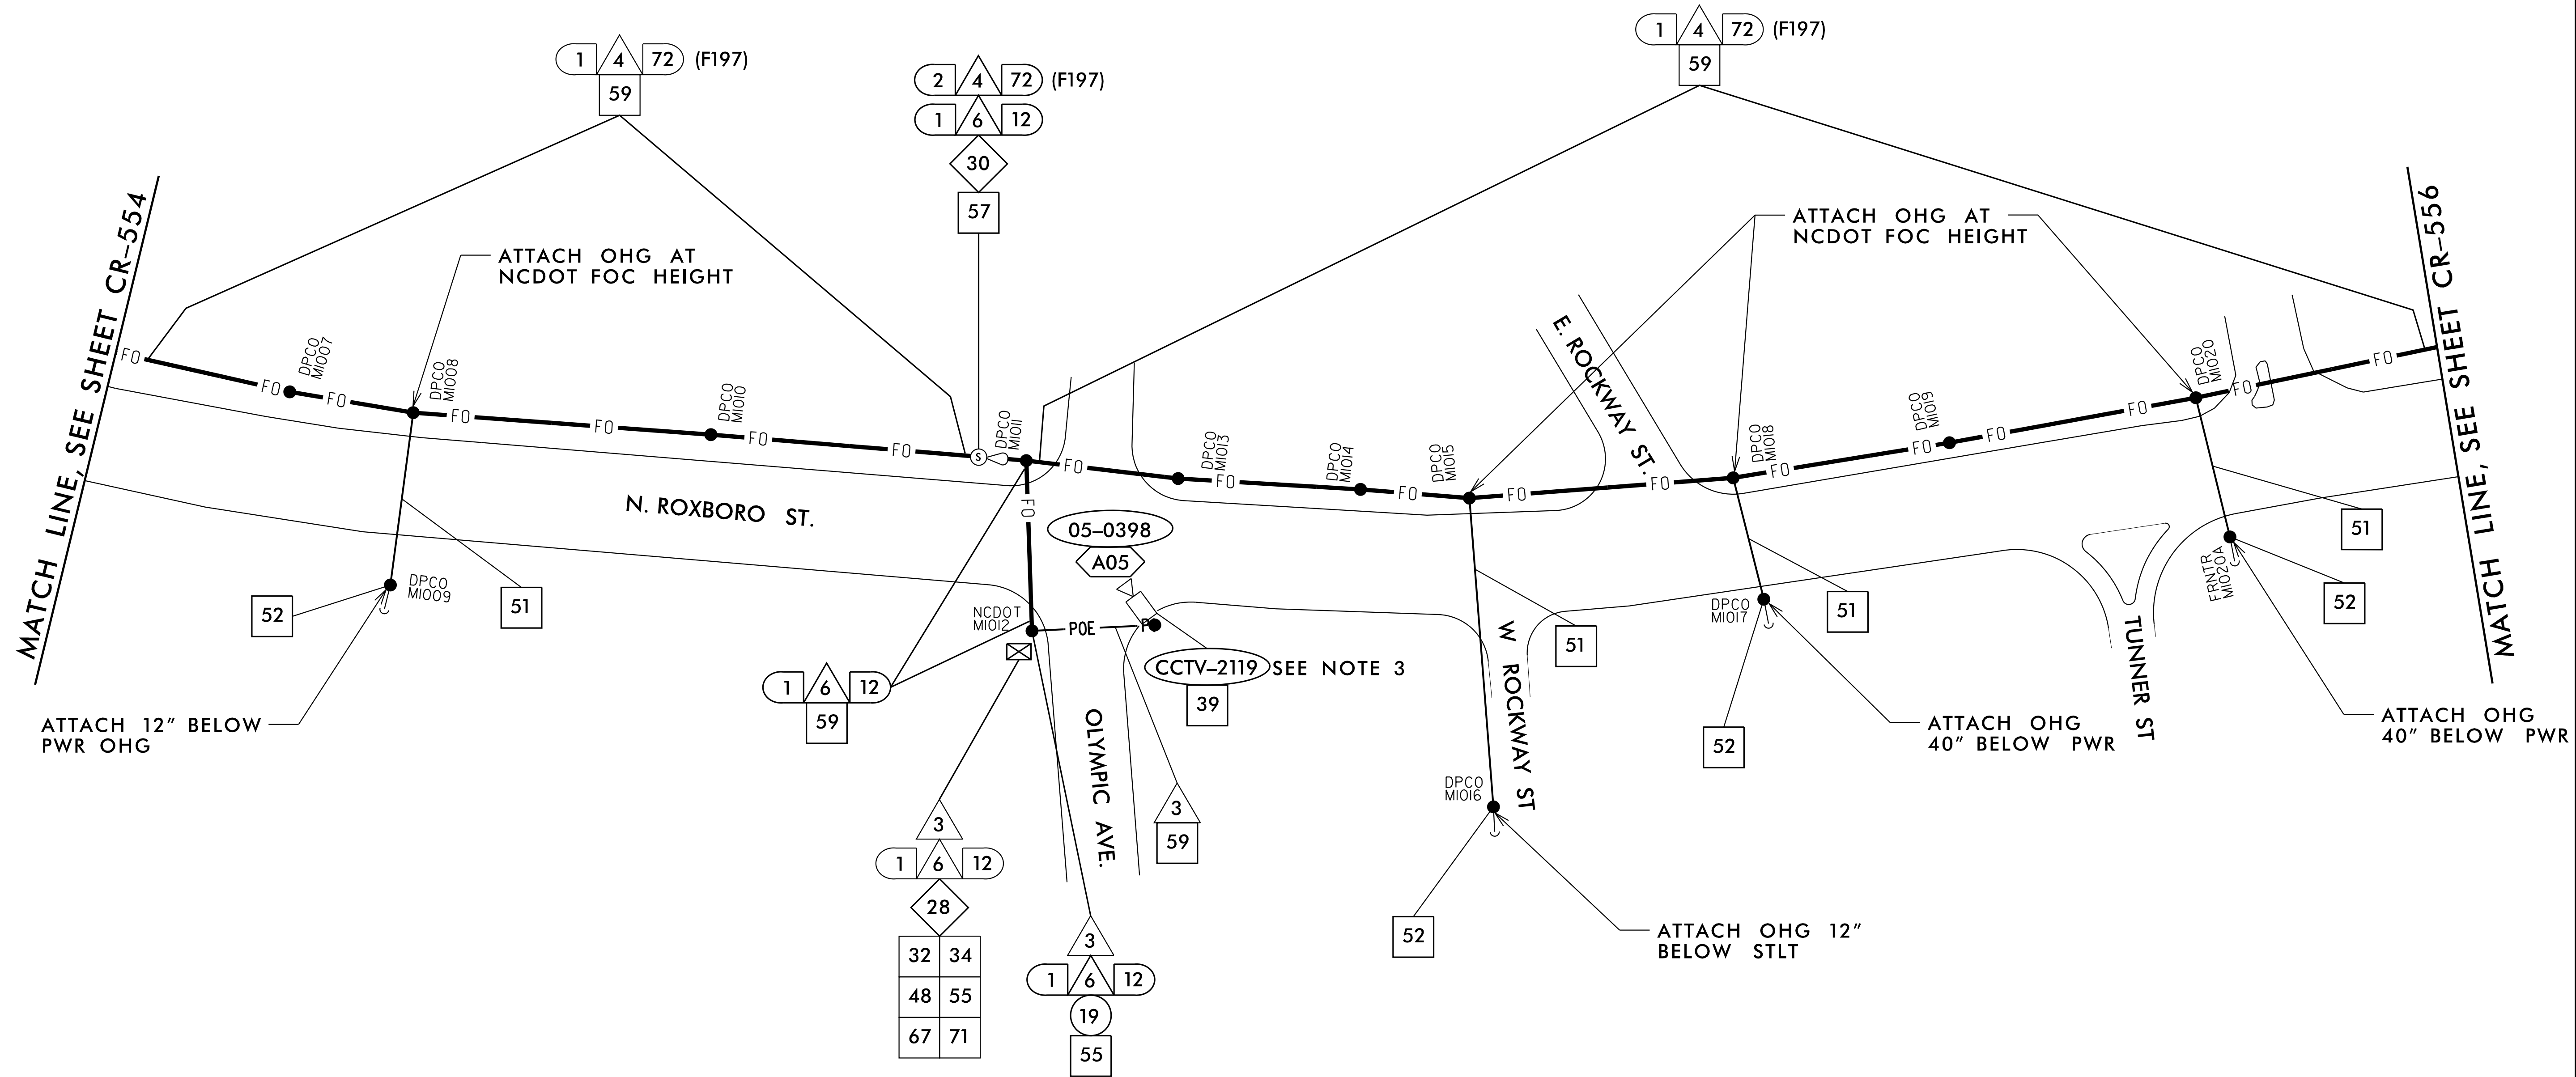 1 4 72 (F197)
59
2 4 72 (F197)
1 6 12
30
57
1 4 72 (F197)
59
MATCH LINE, SEE SHEET CR-554
MATCH LINE, SEE SHEET CR-556
ATTACH OHG AT
NCDOT FOC HEIGHT
ATTACH OHG AT
NCDOT FOC HEIGHT
FO
FO
DPCO
MI007
FO
DPCO
MI008
FO
FO
DPCO
MI010
FO
FO
S
DPCO
MI011
FO
DPCO
MI013
FO
DPCO
MI014
FO
DPCO
MI015
FO
FO
E. ROCKWAY ST.
DPCO
MI018
FO
FO
DPCO
MI019
FO
FO
DPCO
MI020
FO
FO
N. ROXBORO ST.
FO
05-0398
A05
52
DPCO
MI009
51
NCDOT
MI012
POE
P
CCTV-2119 SEE NOTE 3
39
1 6 12
59
ATTACH 12" BELOW
PWR OHG
OLYMPIC AVE.
3
59
3
1 6 12
28
32 34
48 55
67 71
3
1 6 12
19
55
W ROCKWAY ST
51
DPCO
MI016
52
ATTACH OHG 12"
BELOW STLT
DPCO
MI017
51
52
ATTACH OHG
40" BELOW PWR
TUNNER ST
FRNTR
MI020A
51
52
ATTACH OHG
40" BELOW PWR